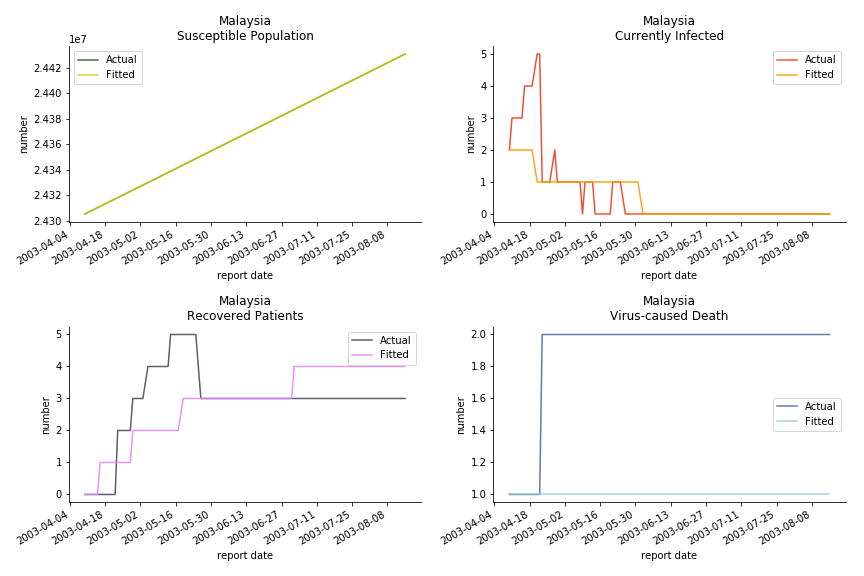 Malaysia
Susceptible Population
1e7
2.442
2.440
2.438
2.436
2.434
2.432
2.430
number
Actual
Fitted
2003-04-04
2003-04-18
2003-05-02
2003-05-16
2003-05-30
2003-06-13
2003-06-27
2003-07-11
2003-07-25
2003-08-08
report date
Malaysia
Currently Infected
5
4
3
2
1
0
number
Actual
Fitted
2003-04-04
2003-04-18
2003-05-02
2003-05-16
2003-05-30
2003-06-13
2003-06-27
2003-07-11
2003-07-25
2003-08-08
report date
Malaysia
Recovered Patients
5
4
3
2
1
0
number
Actual
Fitted
2003-04-04
2003-04-18
2003-05-02
2003-05-16
2003-05-30
2003-06-13
2003-06-27
2003-07-11
2003-07-25
2003-08-08
report date
Malaysia
Virus-caused Death
2.0
1.8
1.6
1.4
1.2
1.0
number
Actual
Fitted
2003-04-04
2003-04-18
2003-05-02
2003-05-16
2003-05-30
2003-06-13
2003-06-27
2003-07-11
2003-07-25
2003-08-08
report date